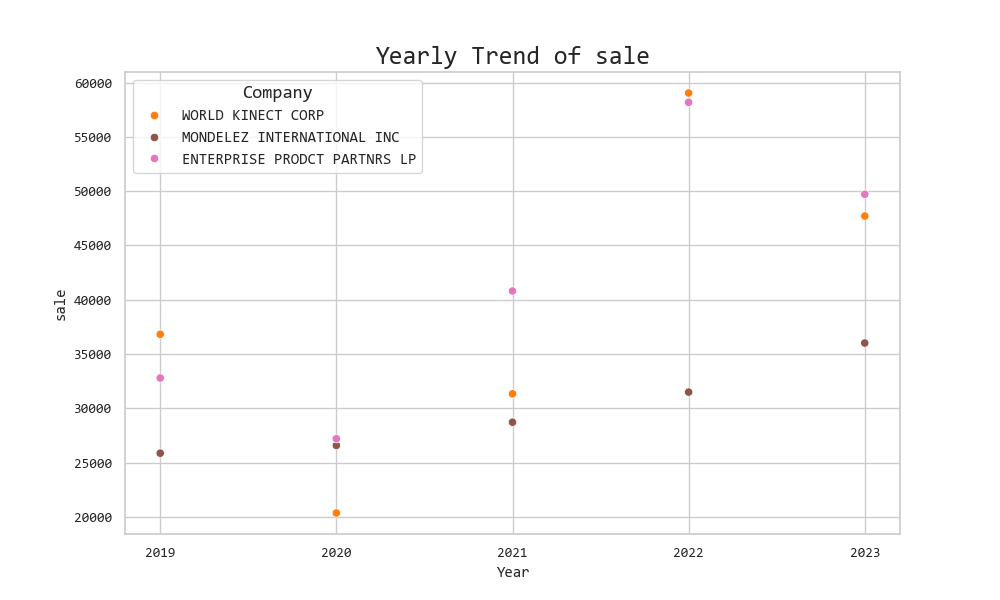 Yearly Trend of sale
Company
WORLD KINECT CORP
MONDELEZ INTERNATIONAL INC
ENTERPRISE PRODCT PARTNRS LP
60000
55000
50000
45000
40000
35000
30000
25000
20000
sale
2019 2020 2021 2022 2023
Year